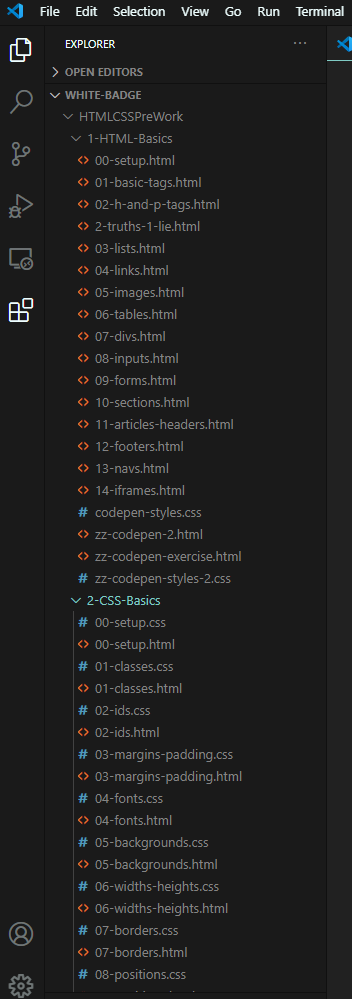 File Edit Selection View Go Run Terminal
EXPLORER
OPEN EDITORS
WHITE-BADGE
HTMLCSSPreWork
1-HTML-Basics
00-setup.html
01-basic-tags.html
02-h-and-p-tags.html
2-truths-1-lie.html
03-lists.html
04-links.html
05-images.html
06-tables.html
07-divs.html
08-inputs.html
09-forms.html
10-sections.html
11-articles-headers.html
12-footers.html
13-navs.html
14-iframes.html
codepen-styles.css
zz-codepen-2.html
zz-codepen-exercise.html
zz-codepen-styles-2.css
2-CSS-Basics
00-setup.css
00-setup.html
01-classes.css
01-classes.html
02-ids.css
02-ids.html
03-margins-padding.css
03-margins-padding.html
04-fonts.css
04-fonts.html
05-backgrounds.css
05-backgrounds.html
06-widths-heights.css
06-widths-heights.html
07-borders.css
07-borders.html
08-positions.css